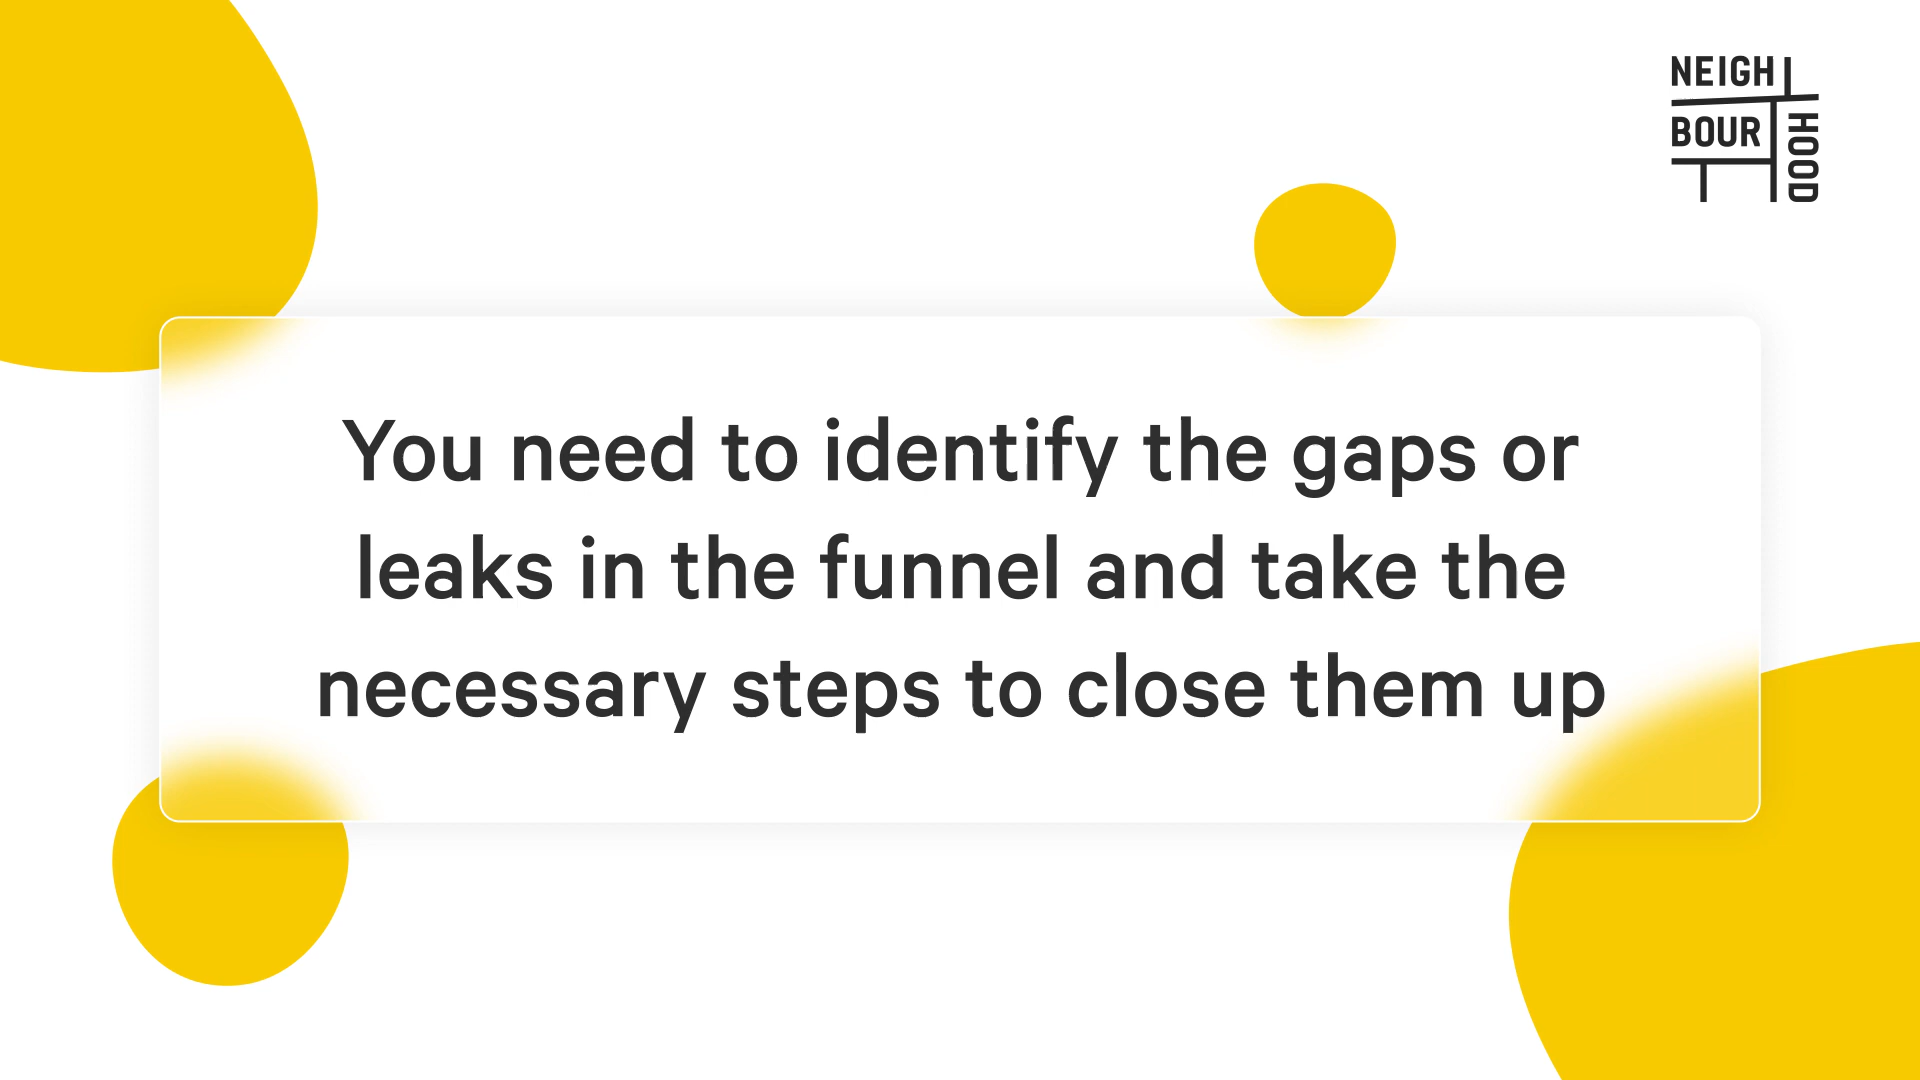 NEIGH
BOUR
HOOD
You need to identify the gaps or
leaks in the funnel and take the
necessary steps to close them up